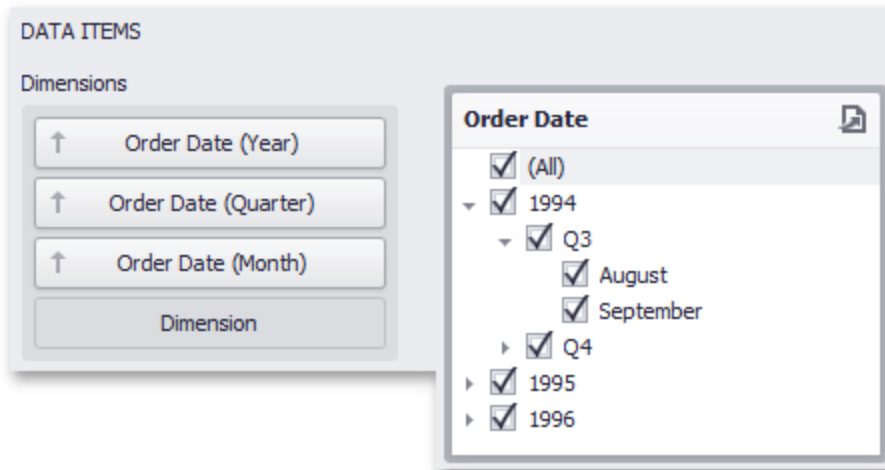 DATA ITEMS
Dimensions
Order Date (Year)
Order Date (Quarter)
Order Date (Month)
Dimension
Order Date
(All)
1994
Q3
August
September
Q4
1995
1996